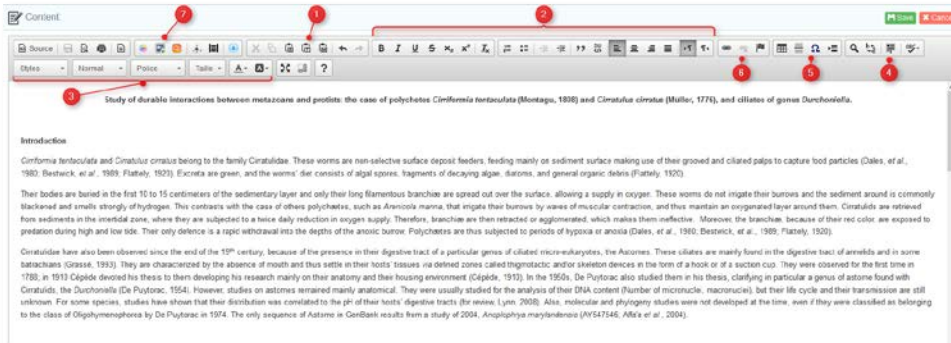 Content
Save
Cancel
7
1
2
Source
B I U S x₂ x² Iₓ
Styles Normal Police Taille A A ?
3
6
5
4
Study of durable interactions between metazoans and protists: the case of polychetes Cirriformia tentaculata (Montagu, 1808) and Cirratulus cirratus (Müller, 1776), and ciliates of genus Durchoniella.
Introduction
Cirriformia tentaculata and Cirratulus cirratus belong to the family Cirratulidae. These worms are non-selective surface deposit feeders, feeding mainly on sediment surface making use of their grooved and ciliated palps to capture food particles (Dales, et al.,
1980; Bestwick, et al., 1989; Flattely, 1920). Excreta are green, and the worms' diet consists of algal spores, fragments of decaying algae, diatoms, and general organic debris (Flattely, 1920).
Their bodies are buried in the first 10 to 15 centimeters of the sedimentary layer and only their long filamentous branchiae are spread out over the surface, allowing a supply in oxygen. These worms do not irrigate their burrows and the sediment around is commonly
blackened and smells strongly of hydrogen. This contrasts with the case of others polychaetes, such as Arenicola marina, that irrigate their burrows by waves of muscular contraction, and thus maintain an oxygenated layer around them. Cirratulids are retrieved
from sediments in the intertidal zone, where they are subjected to a twice daily reduction in oxygen supply. Therefore, branchiae are then retracted or agglomerated, which makes them ineffective. Moreover, the branchiae, because of their red color, are exposed to
predation during high and low tide. Their only defence is a rapid withdrawal into the depths of the anoxic burrow. Polychaetes are thus subjected to periods of hypoxia or anoxia (Dales, et al., 1980; Bestwick, et al., 1989; Flattely, 1920).
Cirratulidae have also been observed since the end of the 19th century, because of the presence in their digestive tract of a particular genus of ciliated micro-eukaryotes, the Astomes. These ciliates are mainly found in the digestive tract of annelids and in some
batrachians (Grassé, 1993). They are characterized by the absence of mouth and thus settle in their hosts' tissues via defined zones called thigmotactic and/or skeleton devices in the form of a hook or of a suction cup. They were observed for the first time in
1788; in 1913 Cépède devoted his thesis to them developing his research mainly on their anatomy and their housing environment (Cépède, 1913). In the 1950s, De Puytorac also studied them in his thesis, clarifying in particular a genus of astome found with
Cirratulids, the Durchoniella (De Puytorac, 1954). However, studies on astomes remained mainly anatomical. They were usually studied for the analysis of their DNA content (Number of micronucle, macronuclei), but their life cycle and their transmission are still
unknown. For some species, studies have shown that their distribution was correlated to the pH of their hosts' digestive tracts (for review, Lynn, 2008). Also, molecular and phylogeny studies were not developed at the time, even if they were classified as belonging
to the class of Oligohymenophorea by De Puytorac in 1974. The only sequence of Astome in GenBank results from a study of 2004, Anoplophrya marylandensis (AY547546; Affa'a et al., 2004).